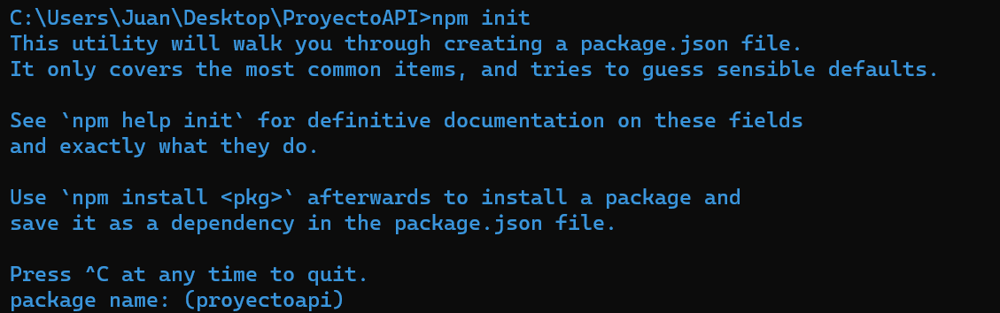 C:\Users\Juan\Desktop\ProyectoAPI>npm init
This utility will walk you through creating a package.json file.
It only covers the most common items, and tries to guess sensible defaults.
See `npm help init` for definitive documentation on these fields
and exactly what they do.
Use `npm install <pkg>` afterwards to install a package and
save it as a dependency in the package.json file.
Press ^C at any time to quit.
package name: (proyectoapi)